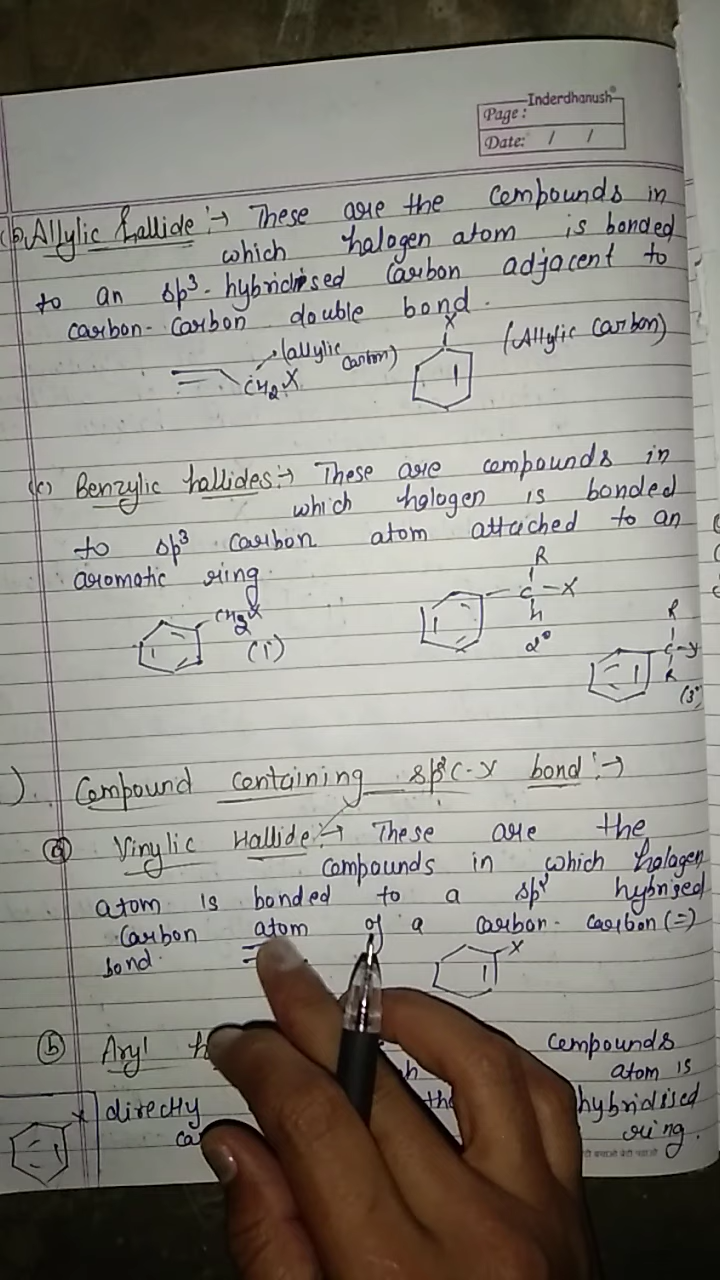 Inderdhanush
Page:
Date: / /
(b) Allylic hallide :→ These are the compounds in
which halogen atom is bonded
to an sp³-hybridised carbon adjacent to
carbon-carbon double bond.
X
(allylic carbon)
CH2X
(Allylic carbon)
(c) Benzylic hallides :→ These are compounds in
which halogen is bonded
to sp³ carbon atom attached to an
aromatic ring.
CH2X
(1°)
R
C-X
h
2°
R
C-y
R
(3°)
). Compound containing sp²C-X bond :→
(a) Vinylic Hallide :→ These are the
compounds in which halogen
atom is bonded to a sp² hybrised
carbon atom of a carbon-carbon (=)
bond.
X
(b) Aryl compounds
atom is
directly hybridised
ring.
X